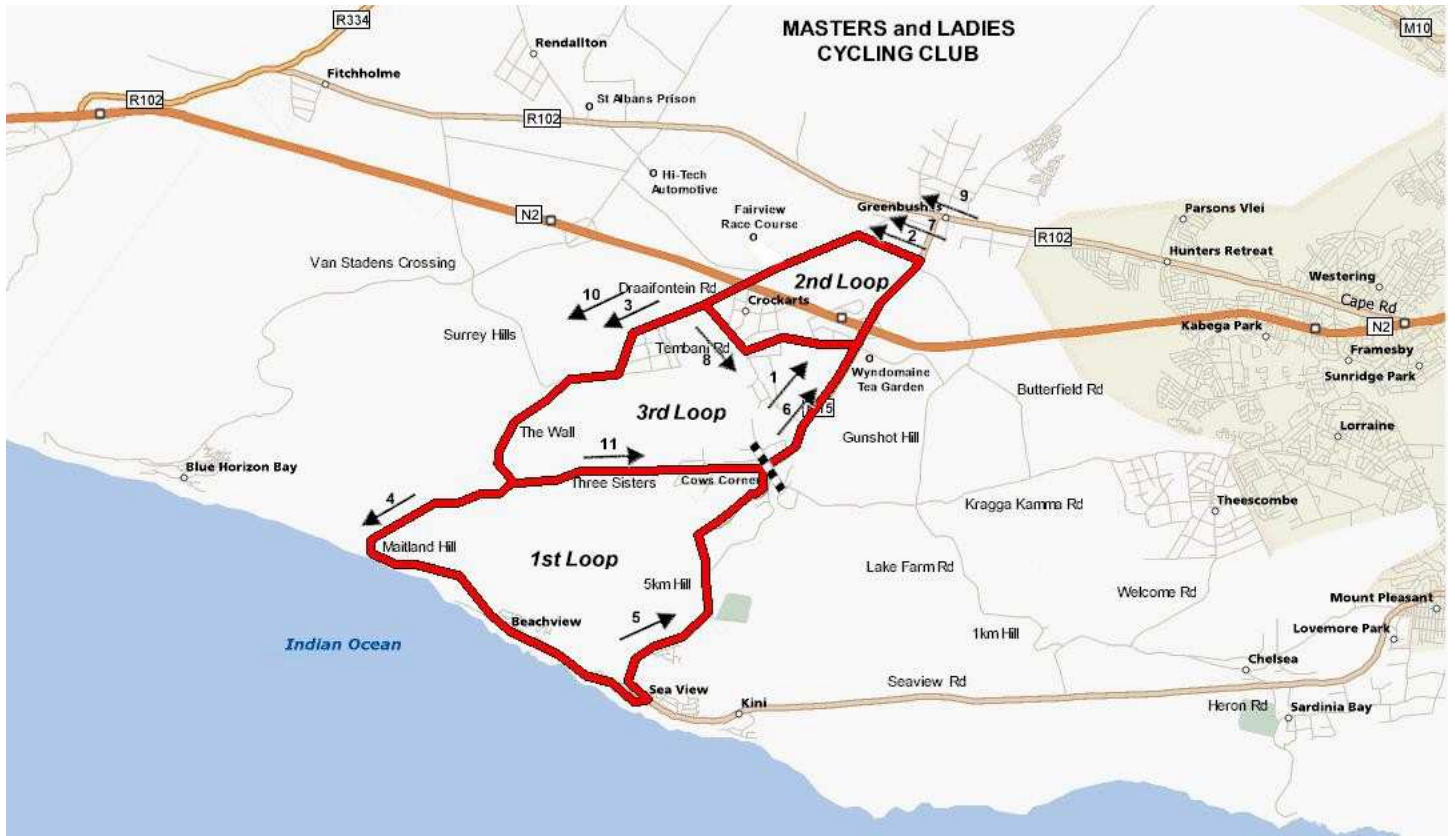 MASTERS and LADIES
CYCLING CLUB
R334
M10
Rendallton
Fitchholme
R102
St Albans Prison
R102
Hi-Tech
Automotive
N2
Fairview
Race Course
Greenbushes
9
7
2
R102
Parsons Vlei
Hunters Retreat
Westering
Cape Rd
N2
Kabega Park
Framesby
Sunridge Park
Van Stadens Crossing
Draaifontein Rd
2nd Loop
10
3
Crockarts
Surrey Hills
Tembani Rd
8
1
Wyndomaine
Tea Garden
Butterfield Rd
6
3rd Loop
The Wall
Gunshot Hill
Lorraine
11
Blue Horizon Bay
Three Sisters
Cows Corner
4
Kragga Kamma Rd
Theescombe
Maitland Hill
1st Loop
Lake Farm Rd
5km Hill
Welcome Rd
Mount Pleasant
5
Beachview
1km Hill
Lovemore Park
Indian Ocean
Chelsea
Sea View
Seaview Rd
Kini
Heron Rd
Sardinia Bay